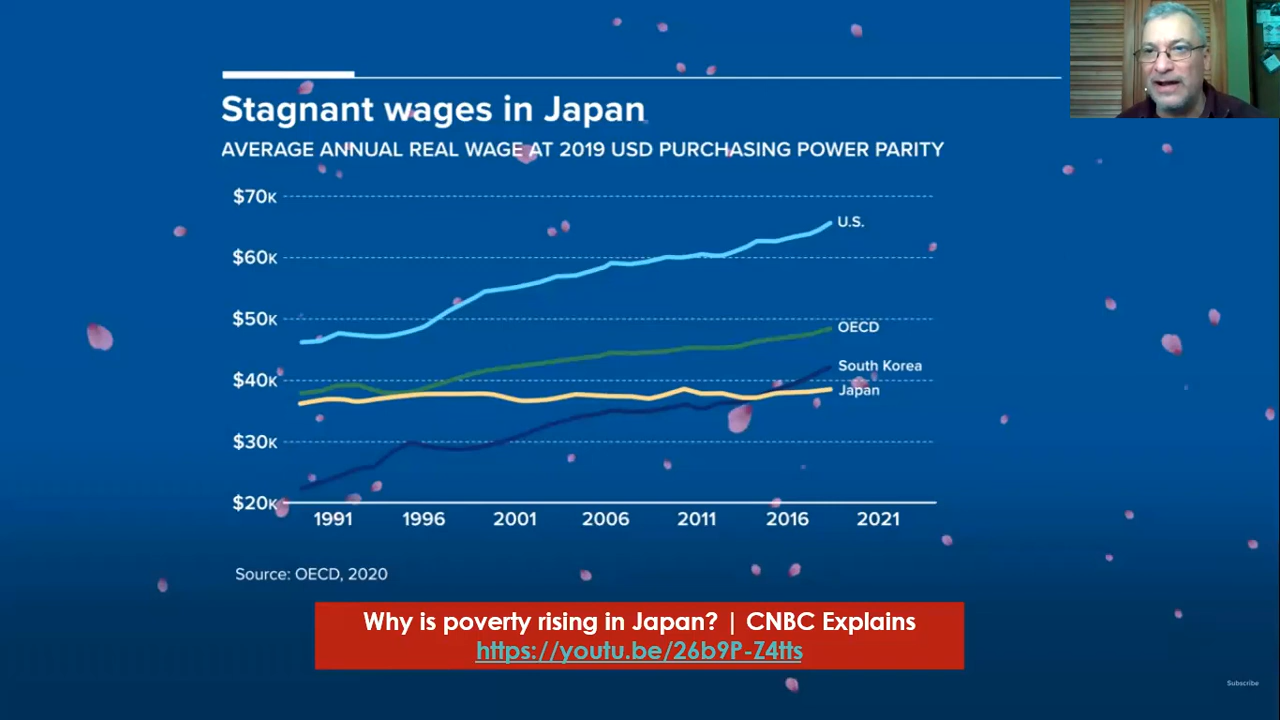 Stagnant wages in Japan
AVERAGE ANNUAL REAL WAGE AT 2019 USD PURCHASING POWER PARITY
$70K
U.S.
$60K
$50K
OECD
South Korea
$40K
Japan
$30K
$20K
1991 1996 2001 2006 2011 2016 2021
Source: OECD, 2020
Why is poverty rising in Japan? | CNBC Explains
https://youtu.be/26b9P-Z4tts
Subscribe